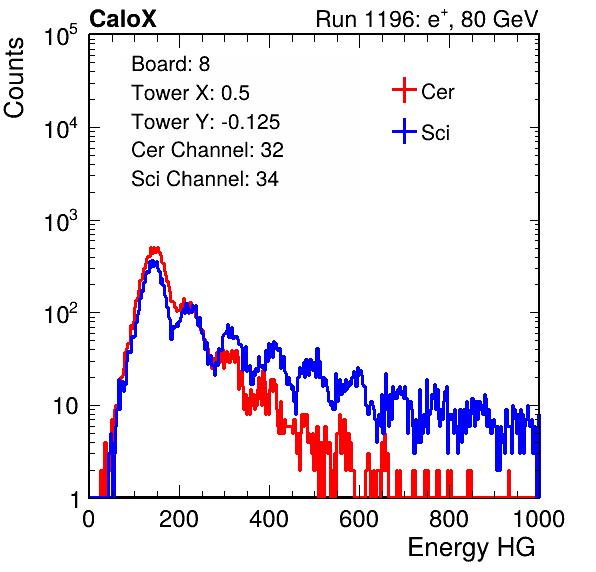 CaloX Run 1196: e⁺, 80 GeV
Counts
Board: 8
Tower X: 0.5
Tower Y: -0.125
Cer Channel: 32
Sci Channel: 34
Cer
Sci
10⁵
10⁴
10³
10²
10
1
0 200 400 600 800 1000
Energy HG